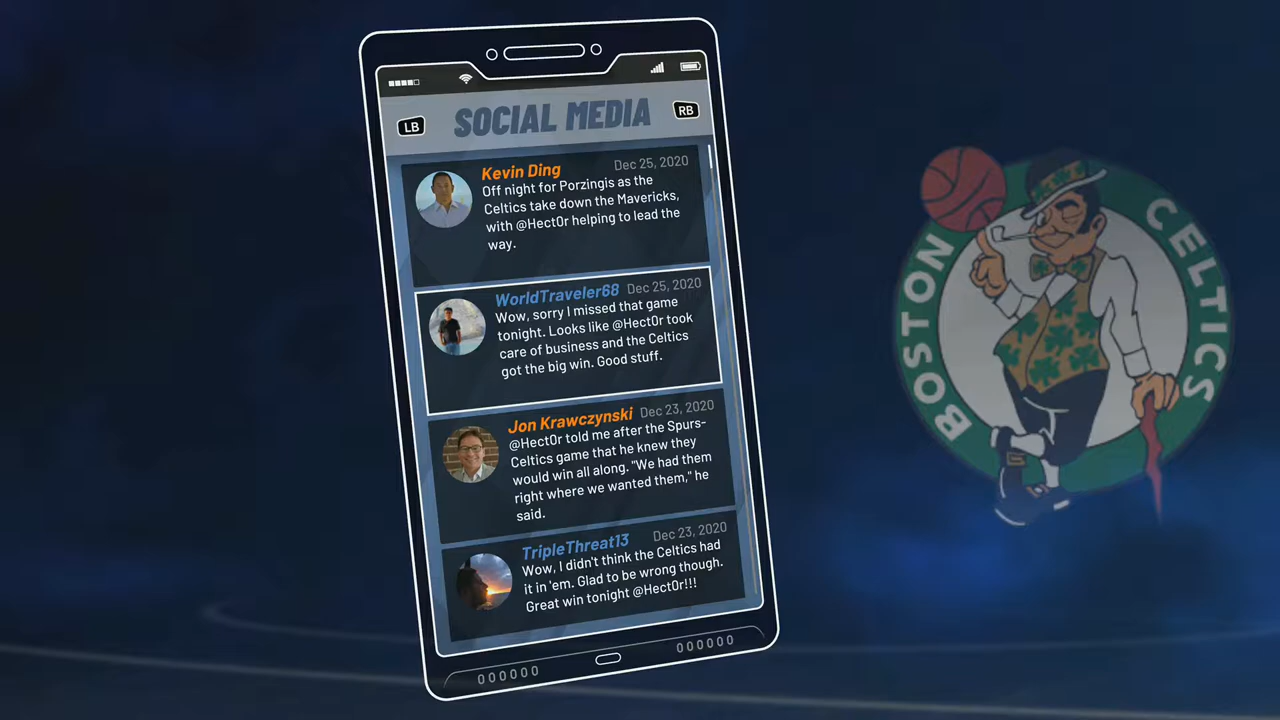 SOCIAL MEDIA
LB
RB
Kevin Ding
Dec 25, 2020
Off night for Porzingis as the
Celtics take down the Mavericks,
with @Hect0r helping to lead the
way.
WorldTraveler68
Dec 25, 2020
Wow, sorry I missed that game
tonight. Looks like @Hect0r took
care of business and the Celtics
got the big win. Good stuff.
Jon Krawczynski
Dec 23, 2020
@Hect0r told me after the Spurs-
Celtics game that he knew they
would win all along. "We had them
right where we wanted them," he
said.
TripleThreat13
Dec 23, 2020
Wow, I didn't think the Celtics had
it in 'em. Glad to be wrong though.
Great win tonight @Hect0r!!!
000000
000000
BOSTON
CELTICS